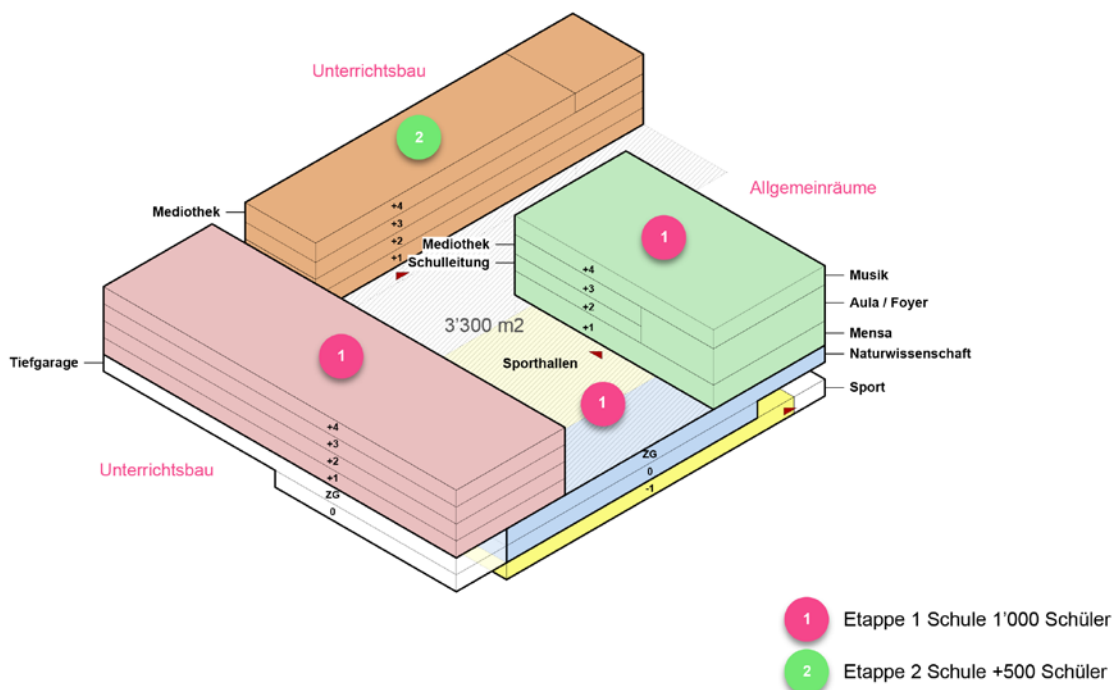 Unterrichtsbau
2
Allgemeinräume
Mediothek
+4
+3
+2
+1
1
Mediothek
Schulleitung
+4
+3
+2
+1
Musik
Aula / Foyer
Mensa
Naturwissenschaft
Sport
3'300 m2
Sporthallen
1
1
Tiefgarage
+4
+3
+2
+1
ZG
0
ZG
0
-1
Unterrichtsbau
1 Etappe 1 Schule 1'000 Schüler
2 Etappe 2 Schule +500 Schüler